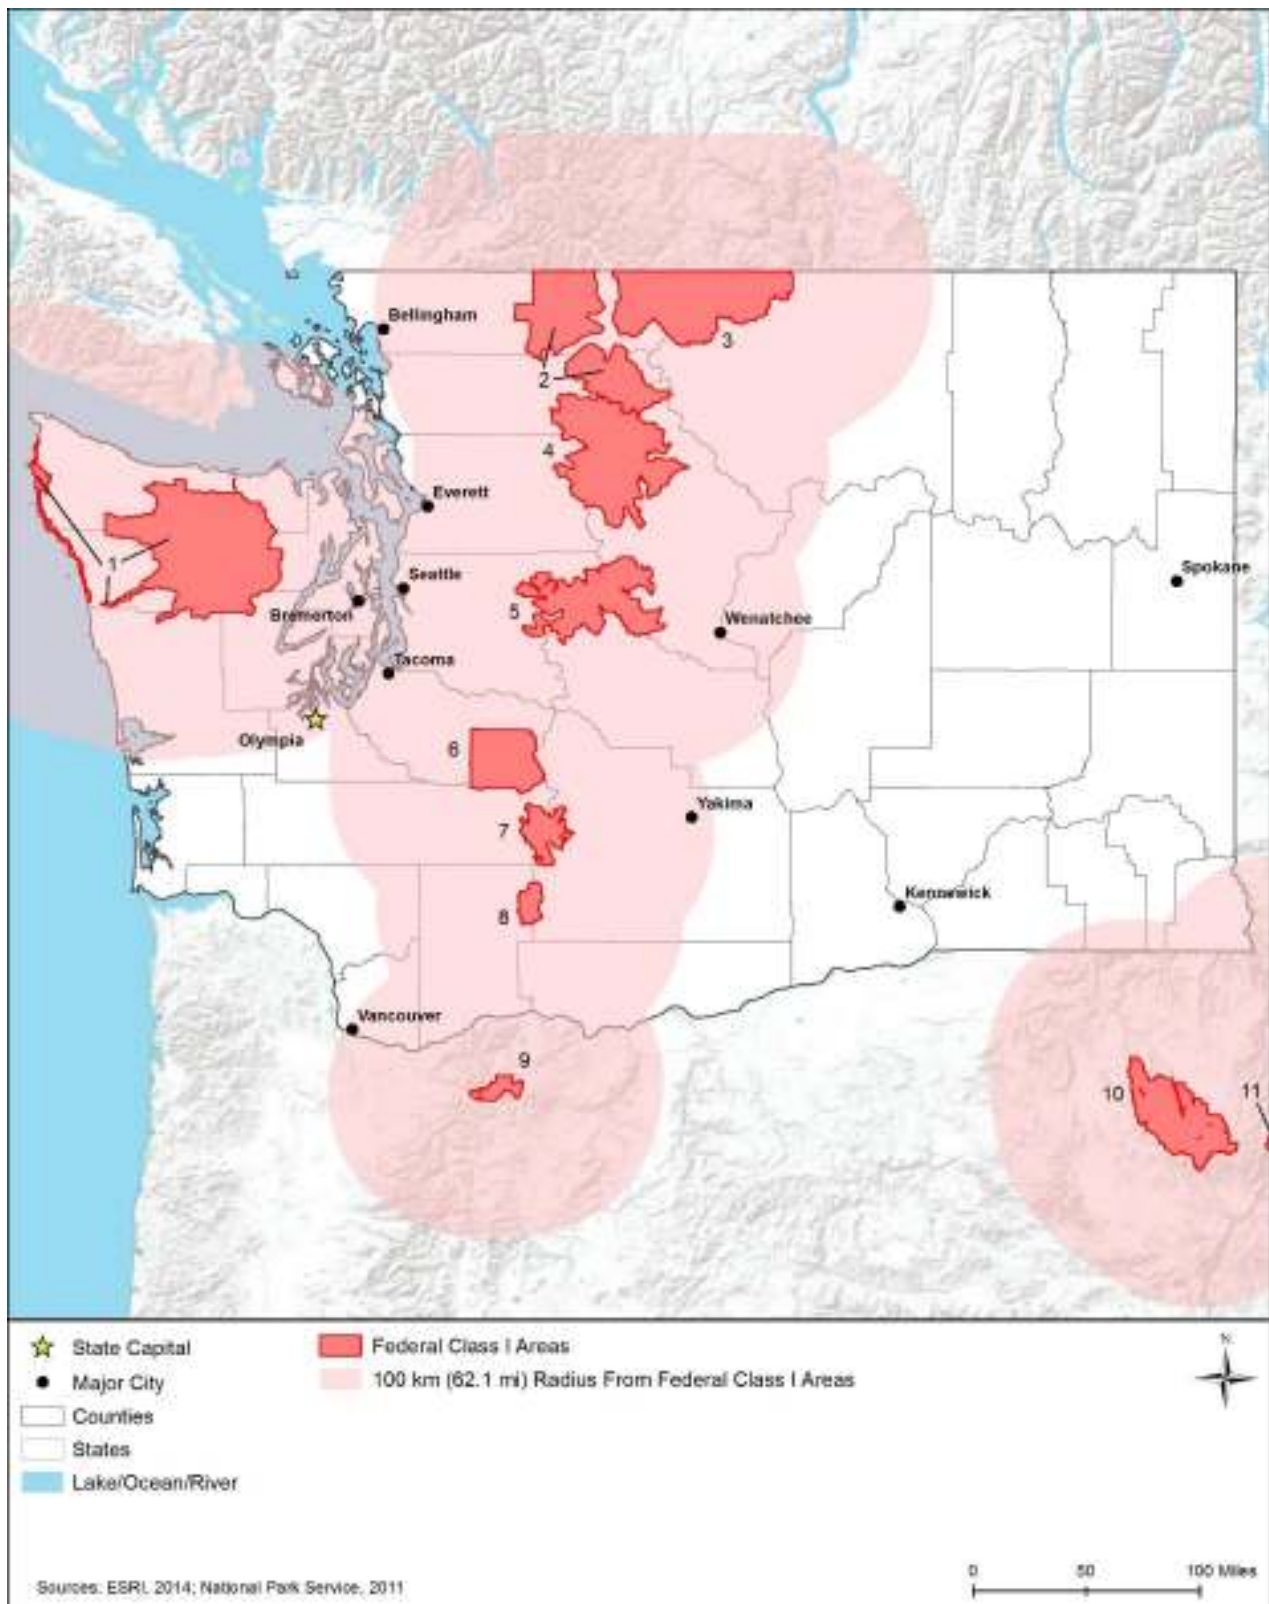 Bellingham
3
2
2
4
Everett
1
Seattle
Spokane
5
Bremerton
Wenatchee
Tacoma
Olympia
6
Yakima
7
Kennewick
8
Vancouver
9
10
11
State Capital
Federal Class I Areas
Major City
100 km (62.1 mi) Radius From Federal Class I Areas
Counties
States
Lake/Ocean/River
N
0 50 100 Miles
Sources: ESRI, 2014; National Park Service, 2011